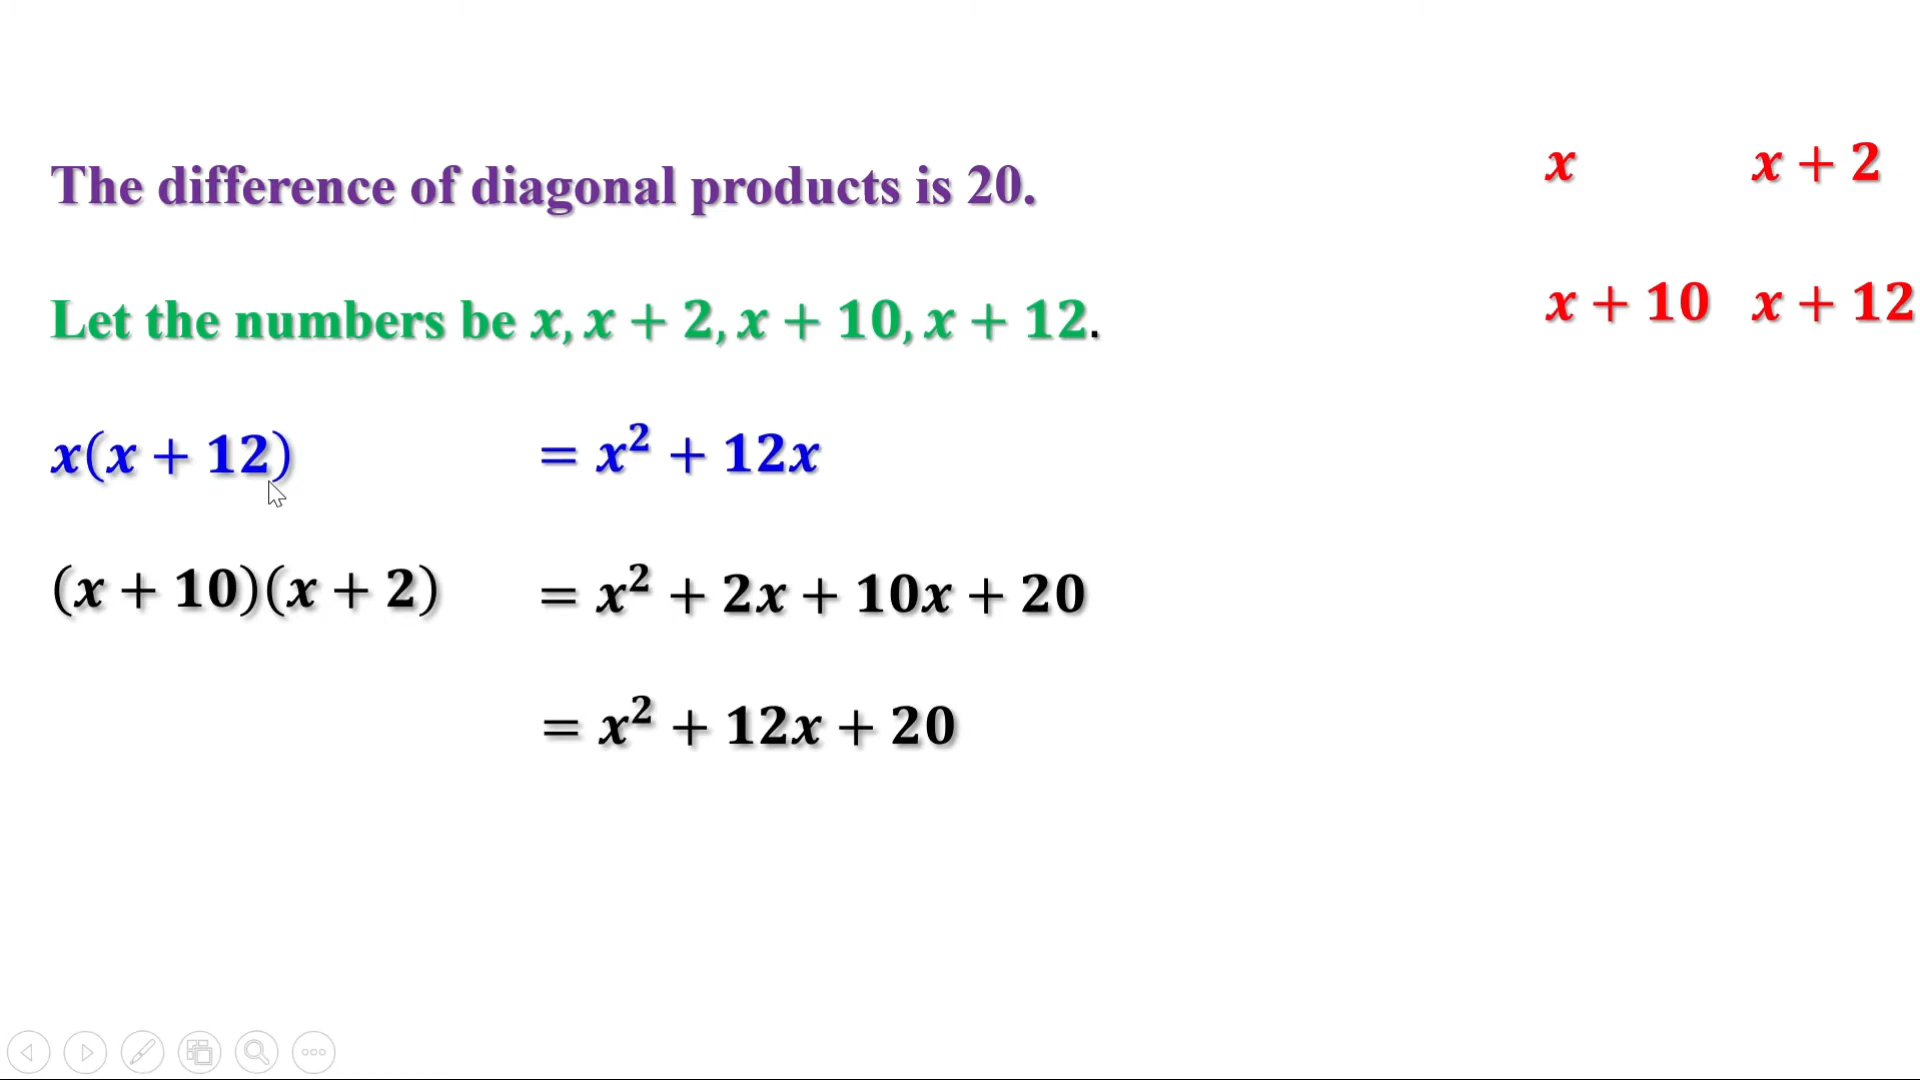 The difference of diagonal products is 20.
x x + 2
Let the numbers be x, x + 2, x + 10, x + 12.
x + 10 x + 12
x(x + 12) = x² + 12x
(x + 10)(x + 2) = x² + 2x + 10x + 20
= x² + 12x + 20